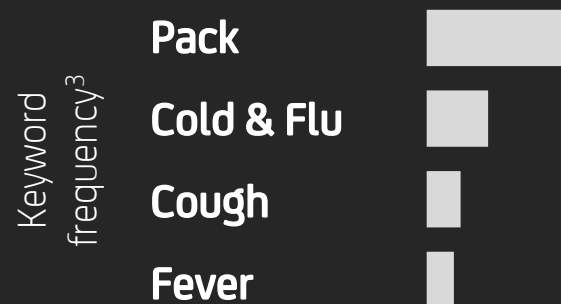 Keyword
frequency³
Pack
Cold & Flu
Cough
Fever